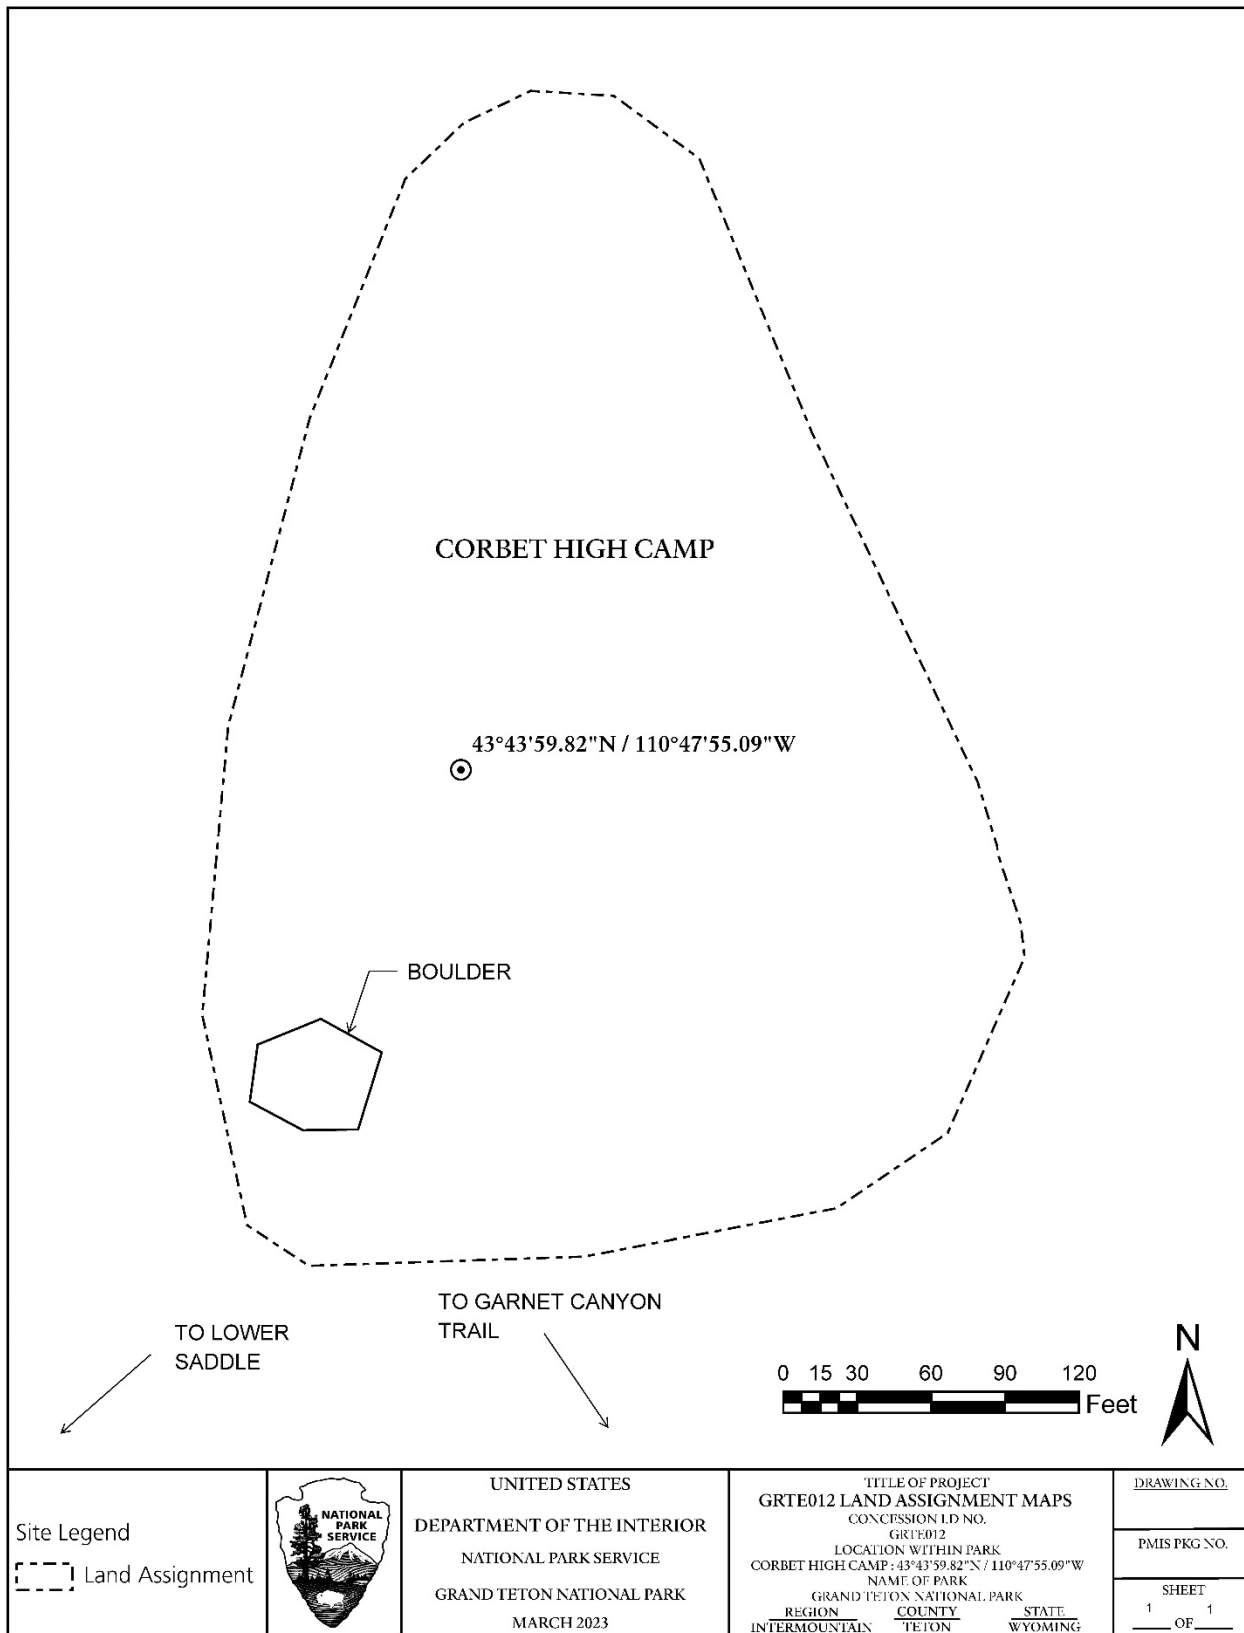 CORBET HIGH CAMP
43°43'59.82"N / 110°47'55.09"W
BOULDER
TO GARNET CANYON
TRAIL
TO LOWER
SADDLE
N
0 15 30 60 90 120
Feet
Site Legend
Land Assignment
NATIONAL
PARK
SERVICE
UNITED STATES
DEPARTMENT OF THE INTERIOR
NATIONAL PARK SERVICE
GRAND TETON NATIONAL PARK
MARCH 2023
TITLE OF PROJECT
GRTE012 LAND ASSIGNMENT MAPS
CONCESSION I.D NO.
GRTE012
LOCATION WITHIN PARK
CORBET HIGH CAMP : 43°43'59.82"N / 110°47'55.09"W
NAME OF PARK
GRAND TETON NATIONAL PARK
REGION COUNTY STATE
INTERMOUNTAIN TETON WYOMING
DRAWING NO.
PMIS PKG NO.
SHEET
1 OF 1